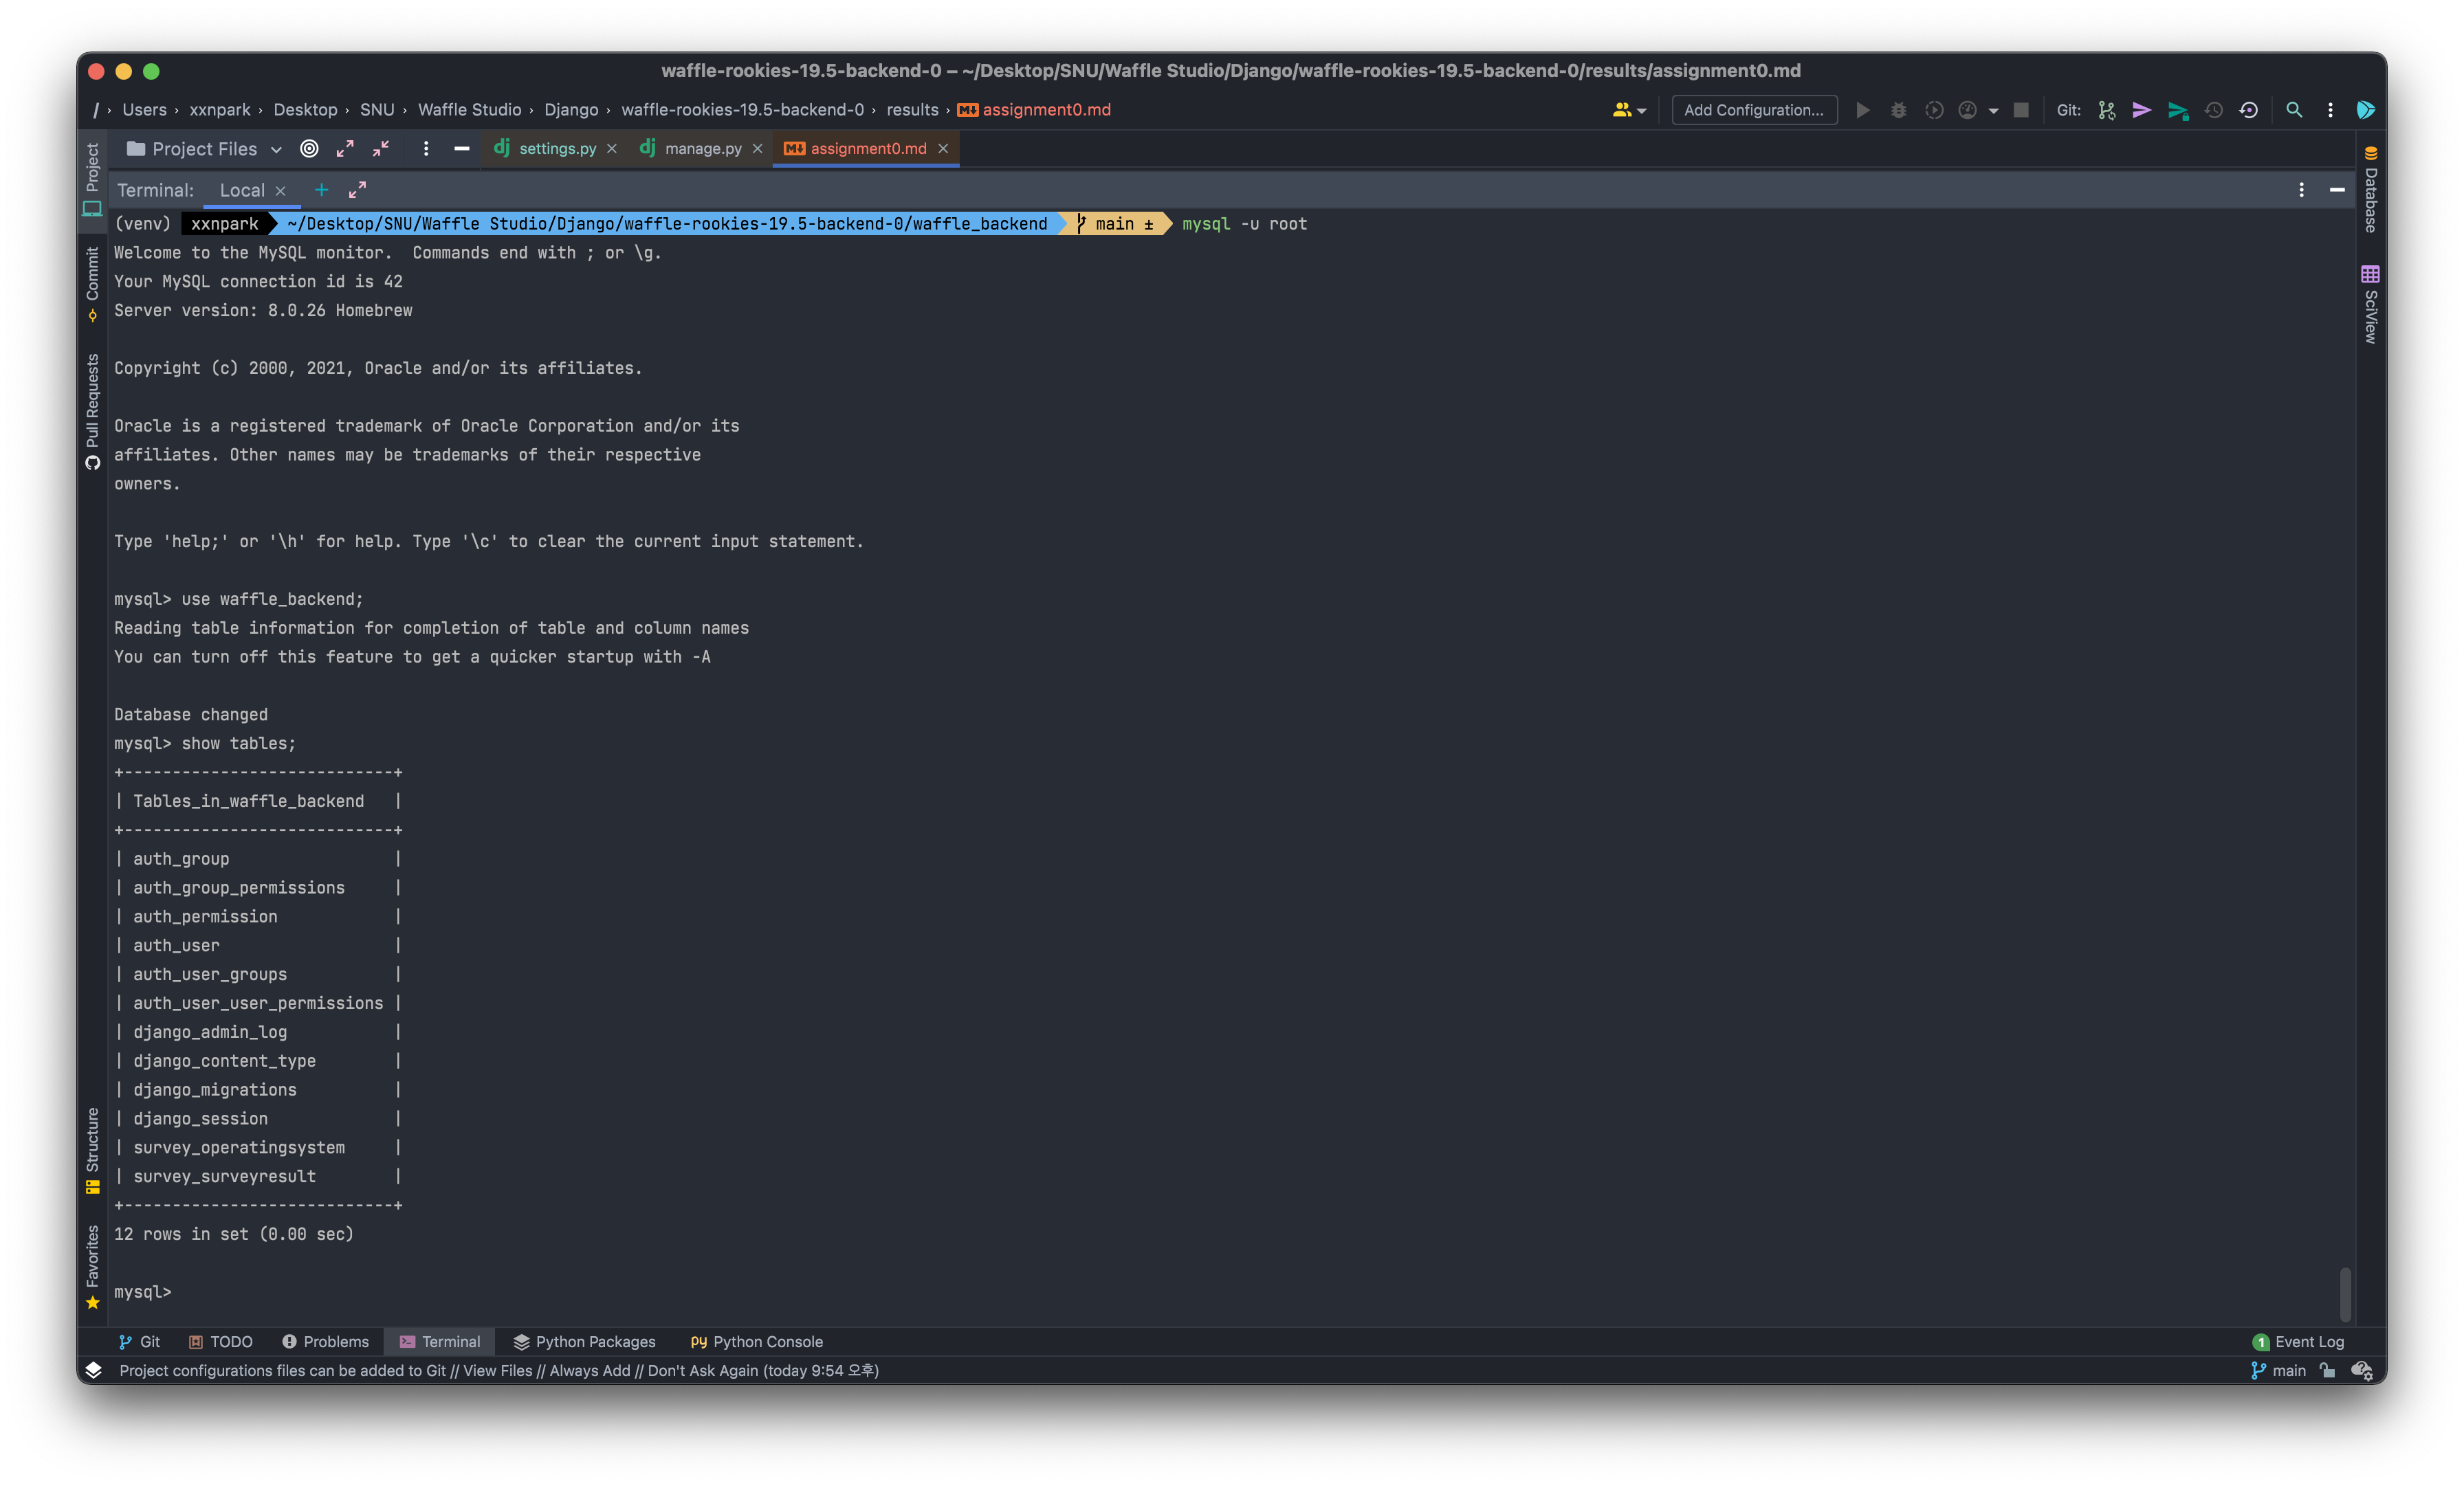 waffle-rookies-19.5-backend-0 – ~/Desktop/SNU/Waffle Studio/Django/waffle-rookies-19.5-backend-0/results/assignment0.md
/ › Users › xxnpark › Desktop › SNU › Waffle Studio › Django › waffle-rookies-19.5-backend-0 › results › assignment0.md
Add Configuration...
Git:
Project Files
settings.py
manage.py
assignment0.md
Terminal:
Local
(venv) xxnpark ~/Desktop/SNU/Waffle Studio/Django/waffle-rookies-19.5-backend-0/waffle_backend main ± mysql -u root
Welcome to the MySQL monitor.  Commands end with ; or \g.
Your MySQL connection id is 42
Server version: 8.0.26 Homebrew
Copyright (c) 2000, 2021, Oracle and/or its affiliates.
Oracle is a registered trademark of Oracle Corporation and/or its
affiliates. Other names may be trademarks of their respective
owners.
Type 'help;' or '\h' for help. Type '\c' to clear the current input statement.
mysql> use waffle_backend;
Reading table information for completion of table and column names
You can turn off this feature to get a quicker startup with -A
Database changed
mysql> show tables;
+----------------------------+
| Tables_in_waffle_backend   |
+----------------------------+
| auth_group                 |
| auth_group_permissions     |
| auth_permission            |
| auth_user                  |
| auth_user_groups           |
| auth_user_user_permissions |
| django_admin_log           |
| django_content_type        |
| django_migrations          |
| django_session             |
| survey_operatingsystem     |
| survey_surveyresult        |
+----------------------------+
12 rows in set (0.00 sec)
mysql>
Project
Commit
Pull Requests
Structure
Favorites
Database
SciView
Git
TODO
Problems
Terminal
Python Packages
Python Console
1 Event Log
Project configurations files can be added to Git // View Files // Always Add // Don't Ask Again (today 9:54 오후)
main